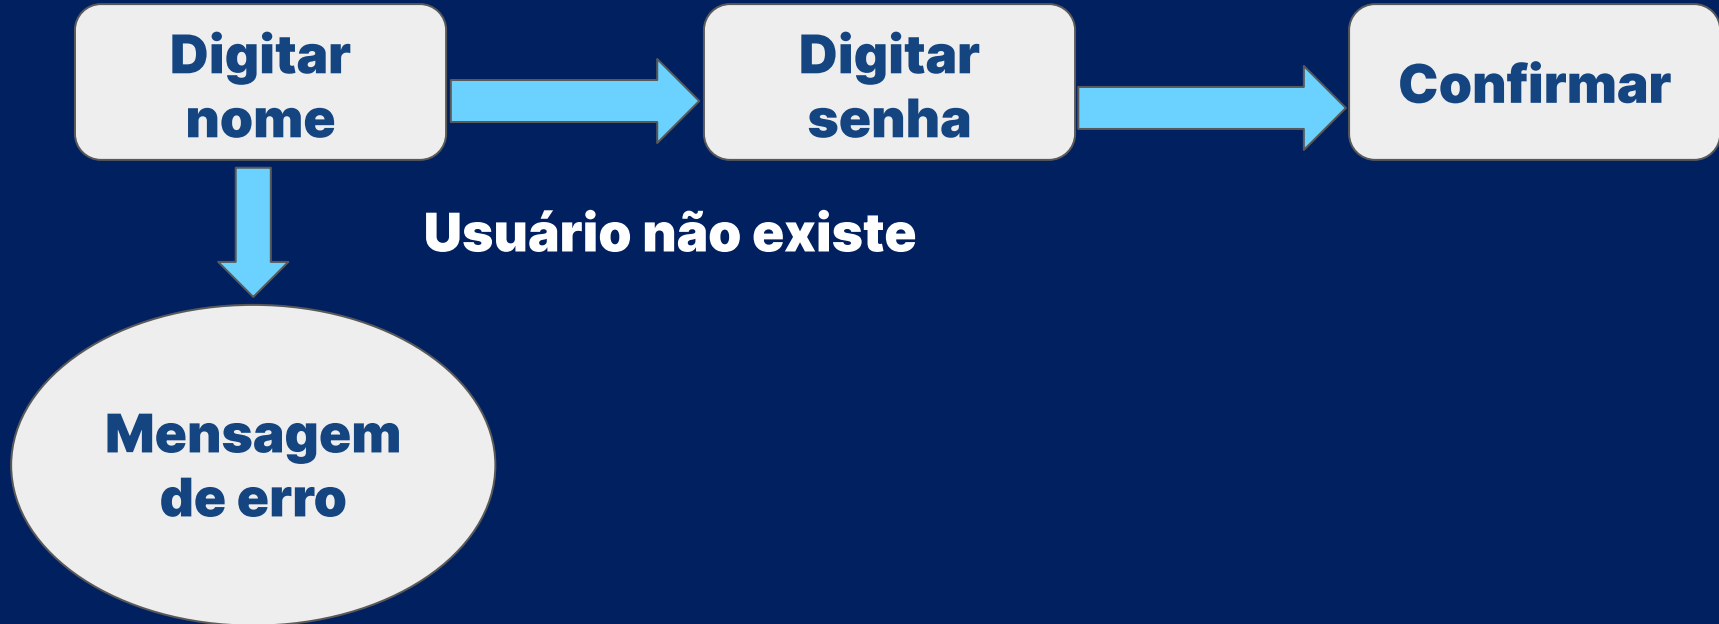 Digitar
nome
Digitar
senha
Confirmar
Usuário não existe
Mensagem
de erro